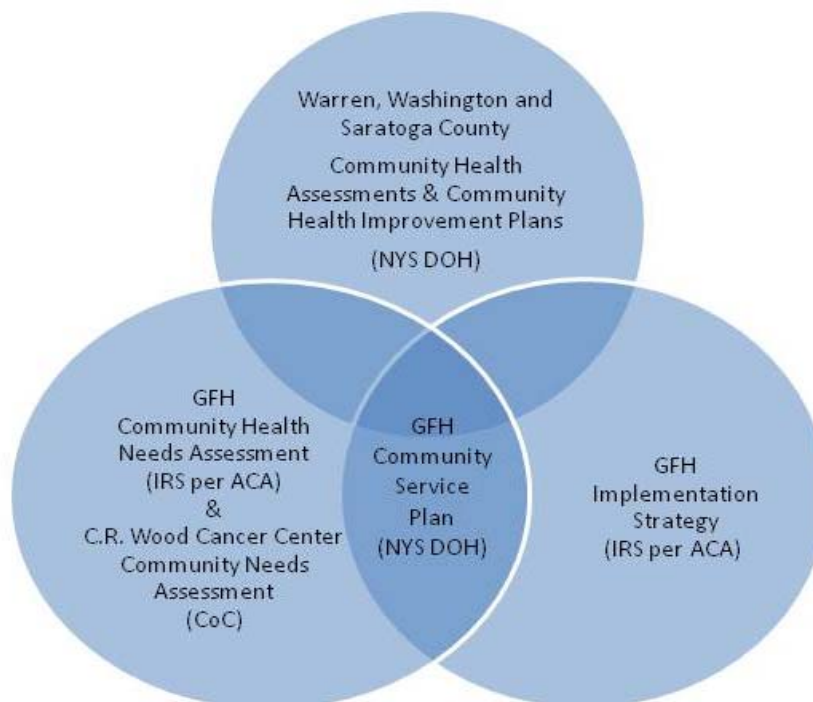 Warren, Washington and
Saratoga County
Community Health
Assessments & Community
Health Improvement Plans
(NYS DOH)
GFH
Community Health
Needs Assessment
(IRS per ACA)
&
C.R. Wood Cancer Center
Community Needs
Assessment
(CoC)
GFH
Community
Service
Plan
(NYS DOH)
GFH
Implementation
Strategy
(IRS per ACA)